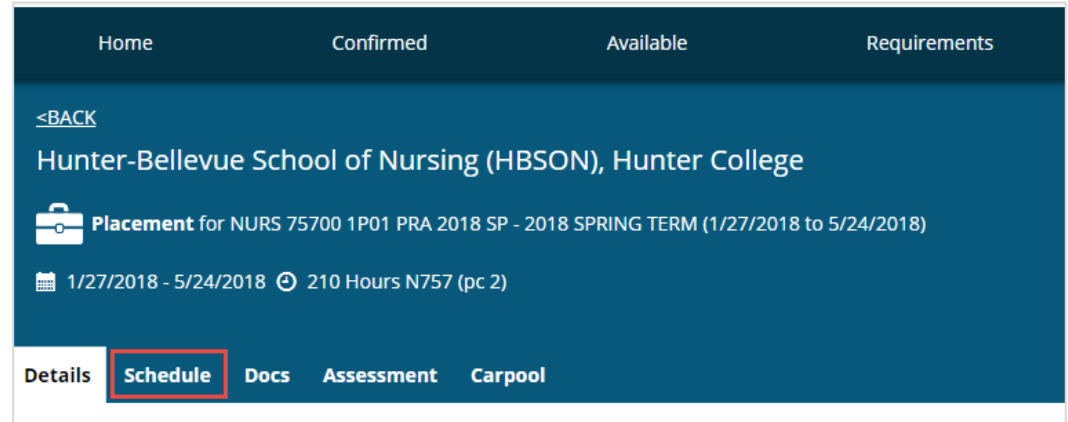 Home Confirmed Available Requirements
<BACK
Hunter-Bellevue School of Nursing (HBSON), Hunter College
Placement for NURS 75700 1P01 PRA 2018 SP - 2018 SPRING TERM (1/27/2018 to 5/24/2018)
1/27/2018 - 5/24/2018 210 Hours N757 (pc 2)
Details Schedule Docs Assessment Carpool